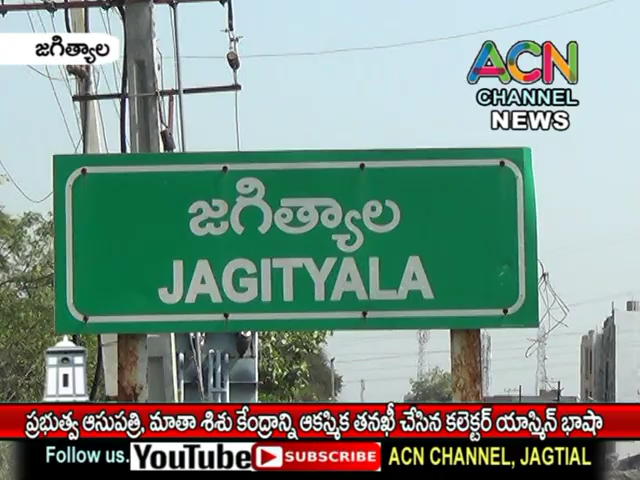 జగిత్యాల
ACN
CHANNEL
NEWS
జగిత్యాల
JAGITYALA
ప్రభుత్వ ఆసుపత్రి, మాతా శిశు కేంద్రాన్ని ఆకస్మిక తనఖీ చేసిన కలెక్టర్ యాస్మిన్ భాషా
Follow us. YouTube SUBSCRIBE ACN CHANNEL, JAGTIAL